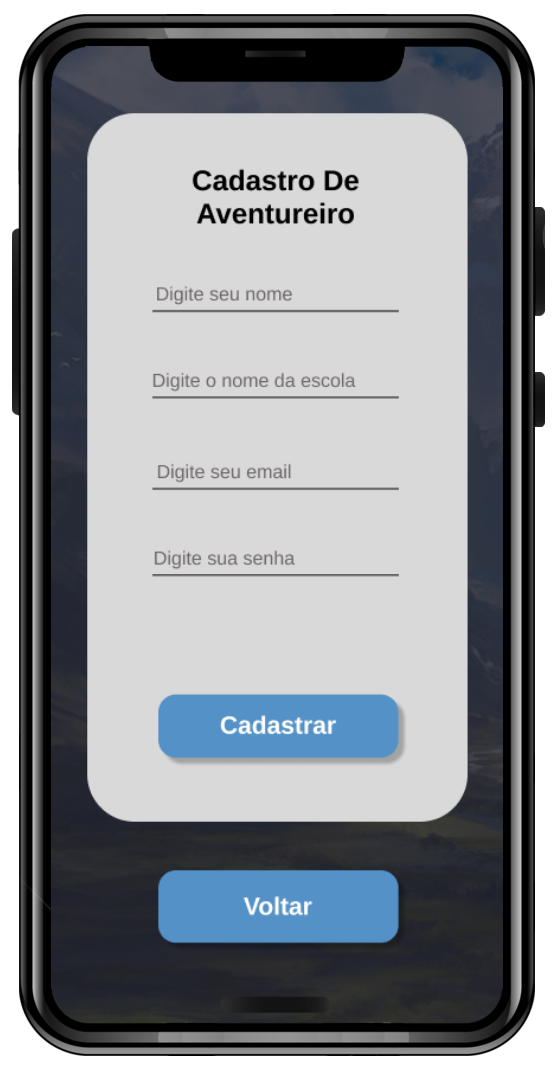 Cadastro De
Aventureiro
Digite seu nome
Digite o nome da escola
Digite seu email
Digite sua senha
Cadastrar
Voltar